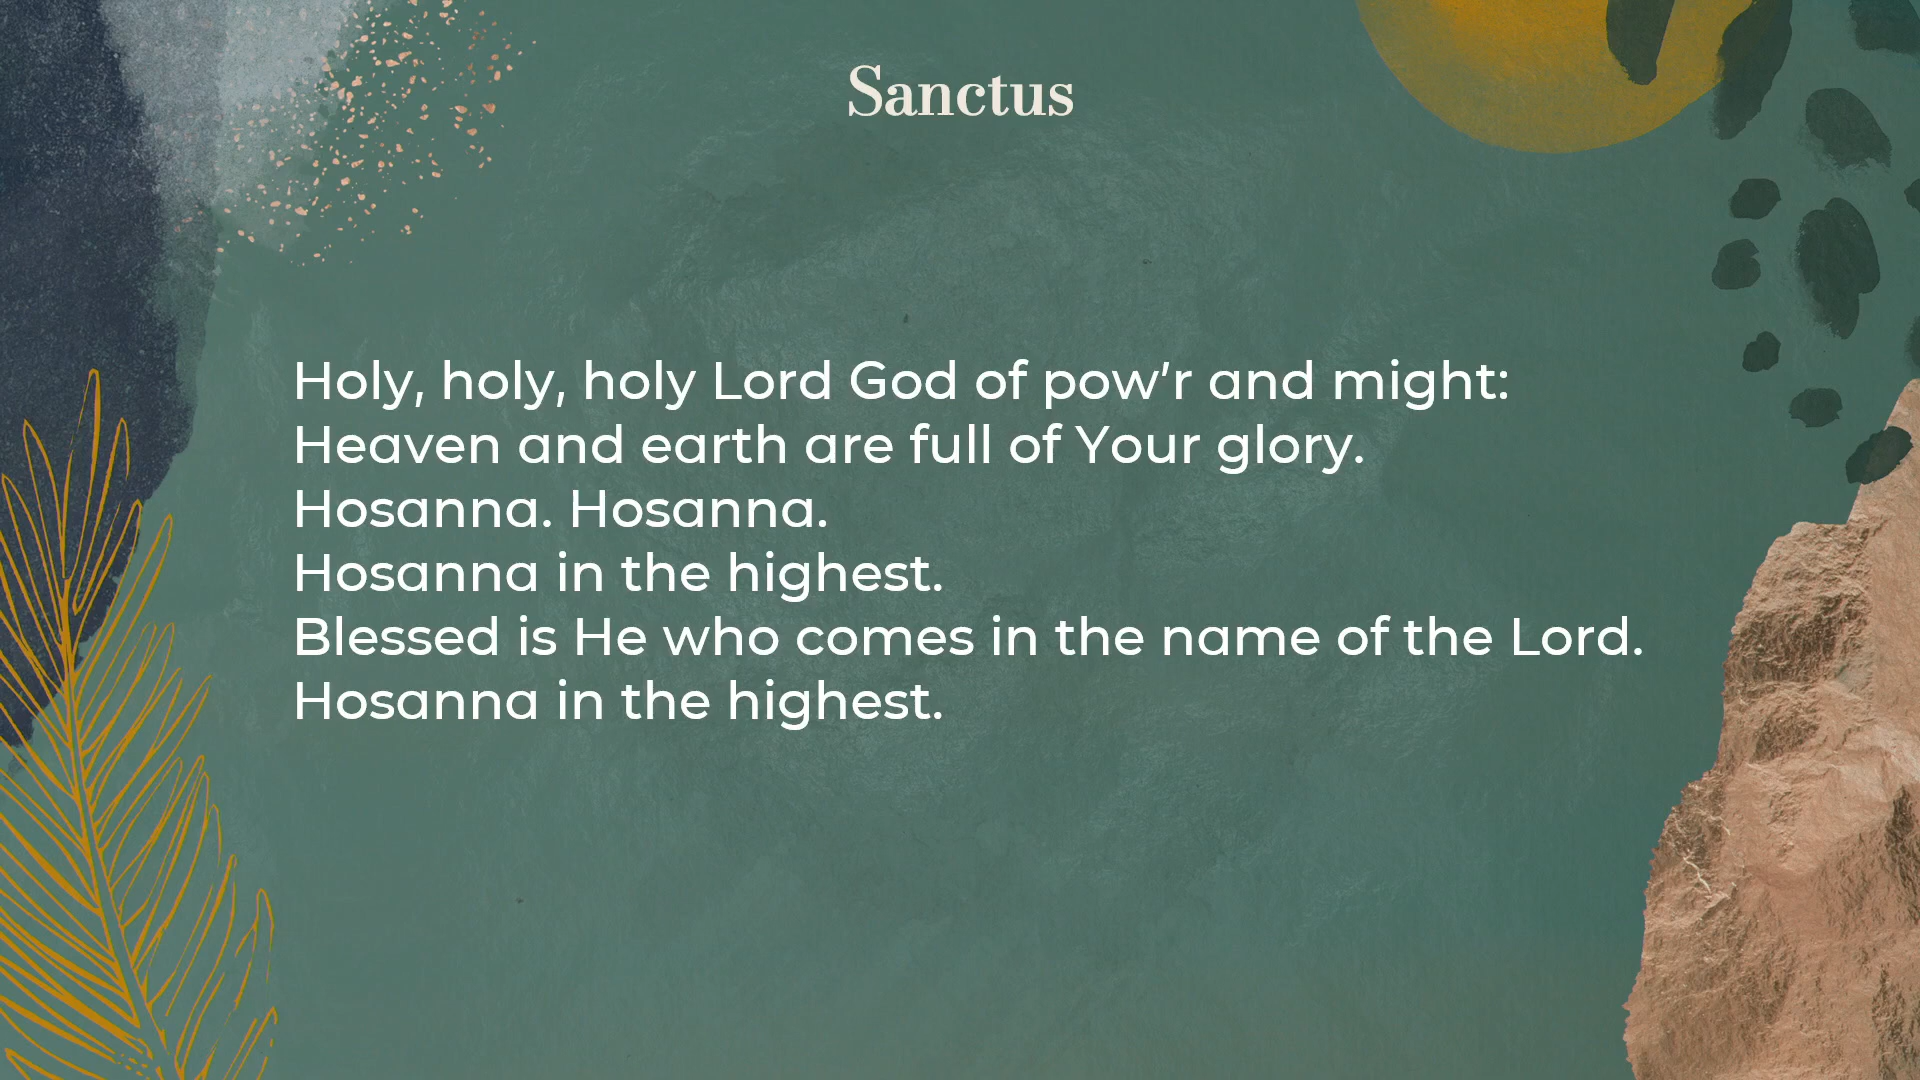 Sanctus
Holy, holy, holy Lord God of pow’r and might:
Heaven and earth are full of Your glory.
Hosanna. Hosanna.
Hosanna in the highest.
Blessed is He who comes in the name of the Lord.
Hosanna in the highest.